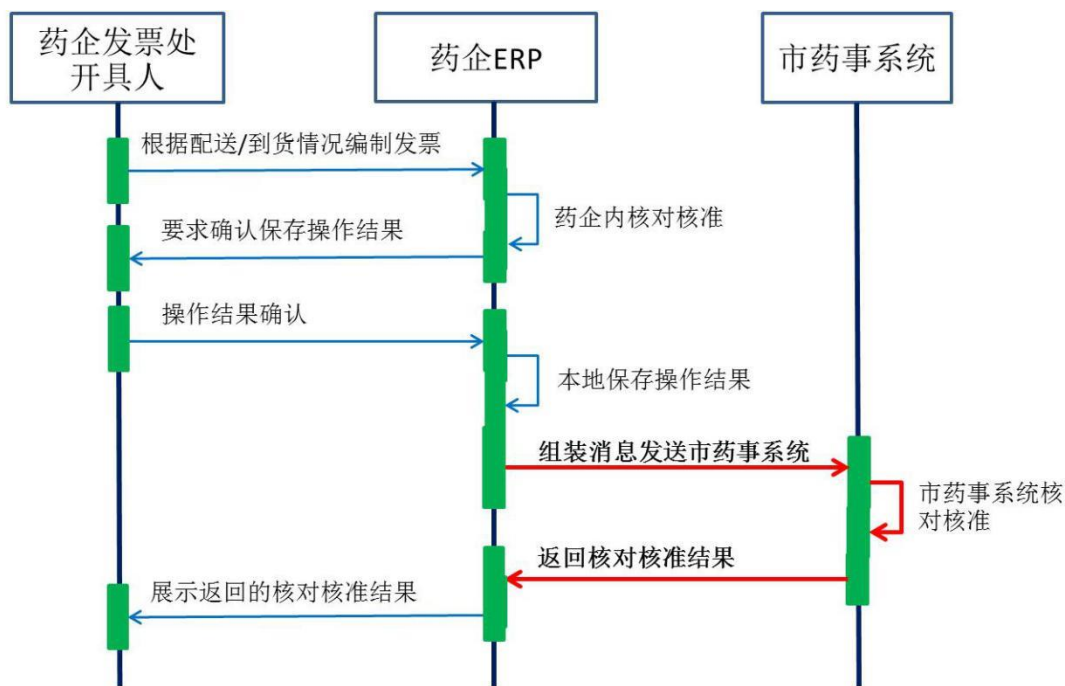 药企发票处
开具人
药企ERP
市药事系统
根据配送/到货情况编制发票
药企内核对核准
要求确认保存操作结果
操作结果确认
本地保存操作结果
组装消息发送市药事系统
市药事系统核
对核准
返回核对核准结果
展示返回的核对核准结果